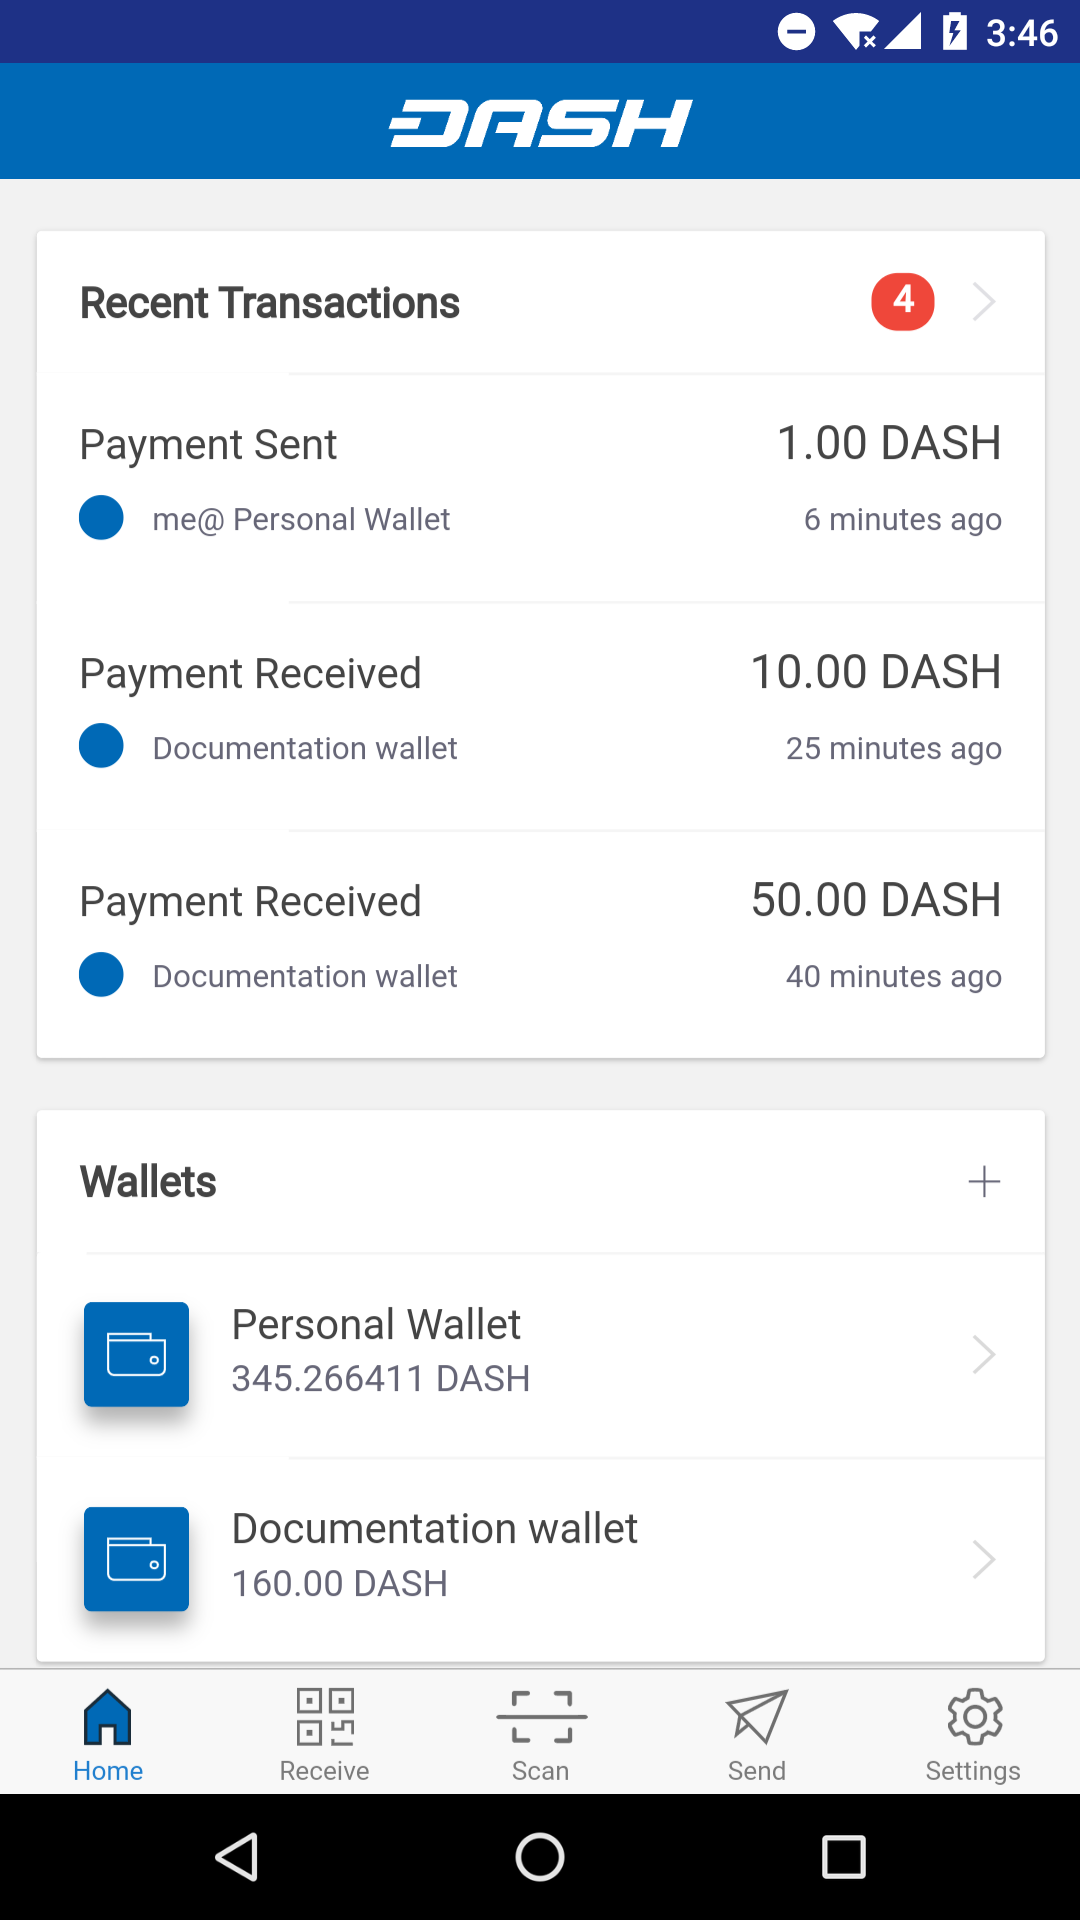 3:46
DASH
Recent Transactions 4
Payment Sent 1.00 DASH
me@ Personal Wallet 6 minutes ago
Payment Received 10.00 DASH
Documentation wallet 25 minutes ago
Payment Received 50.00 DASH
Documentation wallet 40 minutes ago
Wallets
Personal Wallet
345.266411 DASH
Documentation wallet
160.00 DASH
Home Receive Scan Send Settings